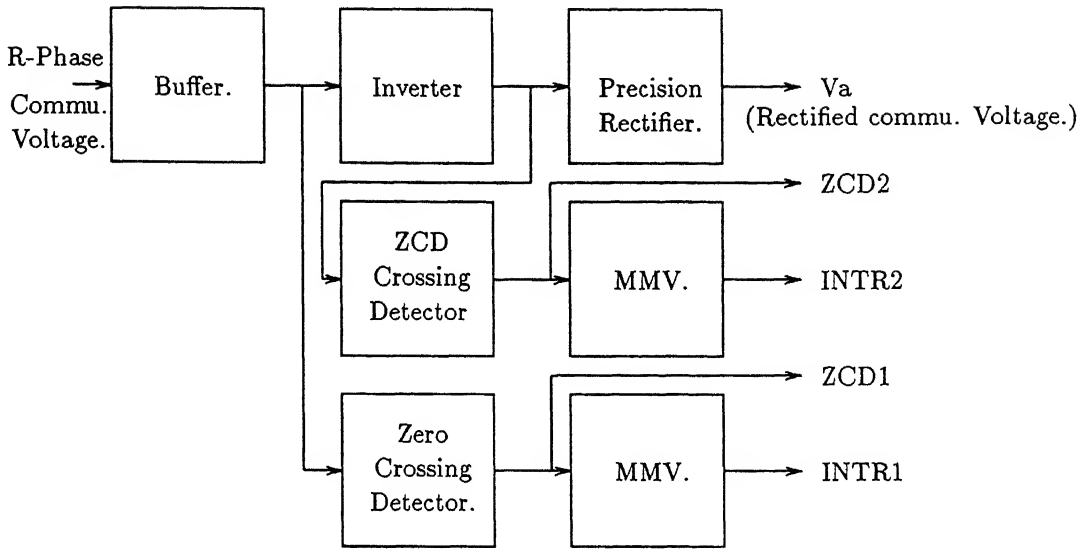 R-Phase
Commu.
Voltage.
Buffer.
Inverter
Precision
Rectifier.
Va
(Rectified commu. Voltage.)
ZCD2
ZCD
Crossing
Detector
MMV.
INTR2
ZCD1
Zero
Crossing
Detector.
MMV.
INTR1